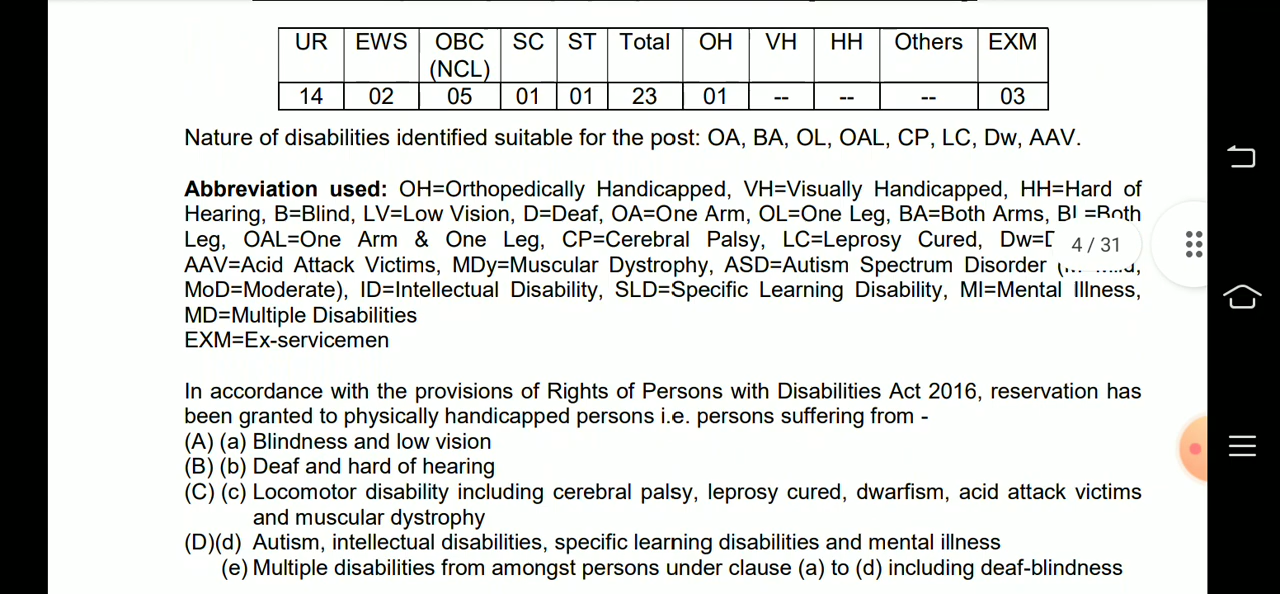 UR EWS OBC SC ST Total OH VH HH Others EXM
(NCL)
14 02 05 01 01 23 01 -- -- -- 03
Nature of disabilities identified suitable for the post: OA, BA, OL, OAL, CP, LC, Dw, AAV.
Abbreviation used: OH=Orthopedically Handicapped, VH=Visually Handicapped, HH=Hard of
Hearing, B=Blind, LV=Low Vision, D=Deaf, OA=One Arm, OL=One Leg, BA=Both Arms, BL=Both
Leg, OAL=One Arm & One Leg, CP=Cerebral Palsy, LC=Leprosy Cured,
4 / 31
AAV=Acid Attack Victims, MDy=Muscular Dystrophy, ASD=Autism Spectrum Disorder
MoD=Moderate), ID=Intellectual Disability, SLD=Specific Learning Disability, MI=Mental Illness,
MD=Multiple Disabilities
EXM=Ex-servicemen
In accordance with the provisions of Rights of Persons with Disabilities Act 2016, reservation has
been granted to physically handicapped persons i.e. persons suffering from -
(A) (a) Blindness and low vision
(B) (b) Deaf and hard of hearing
(C) (c) Locomotor disability including cerebral palsy, leprosy cured, dwarfism, acid attack victims
and muscular dystrophy
(D)(d) Autism, intellectual disabilities, specific learning disabilities and mental illness
(e) Multiple disabilities from amongst persons under clause (a) to (d) including deaf-blindness